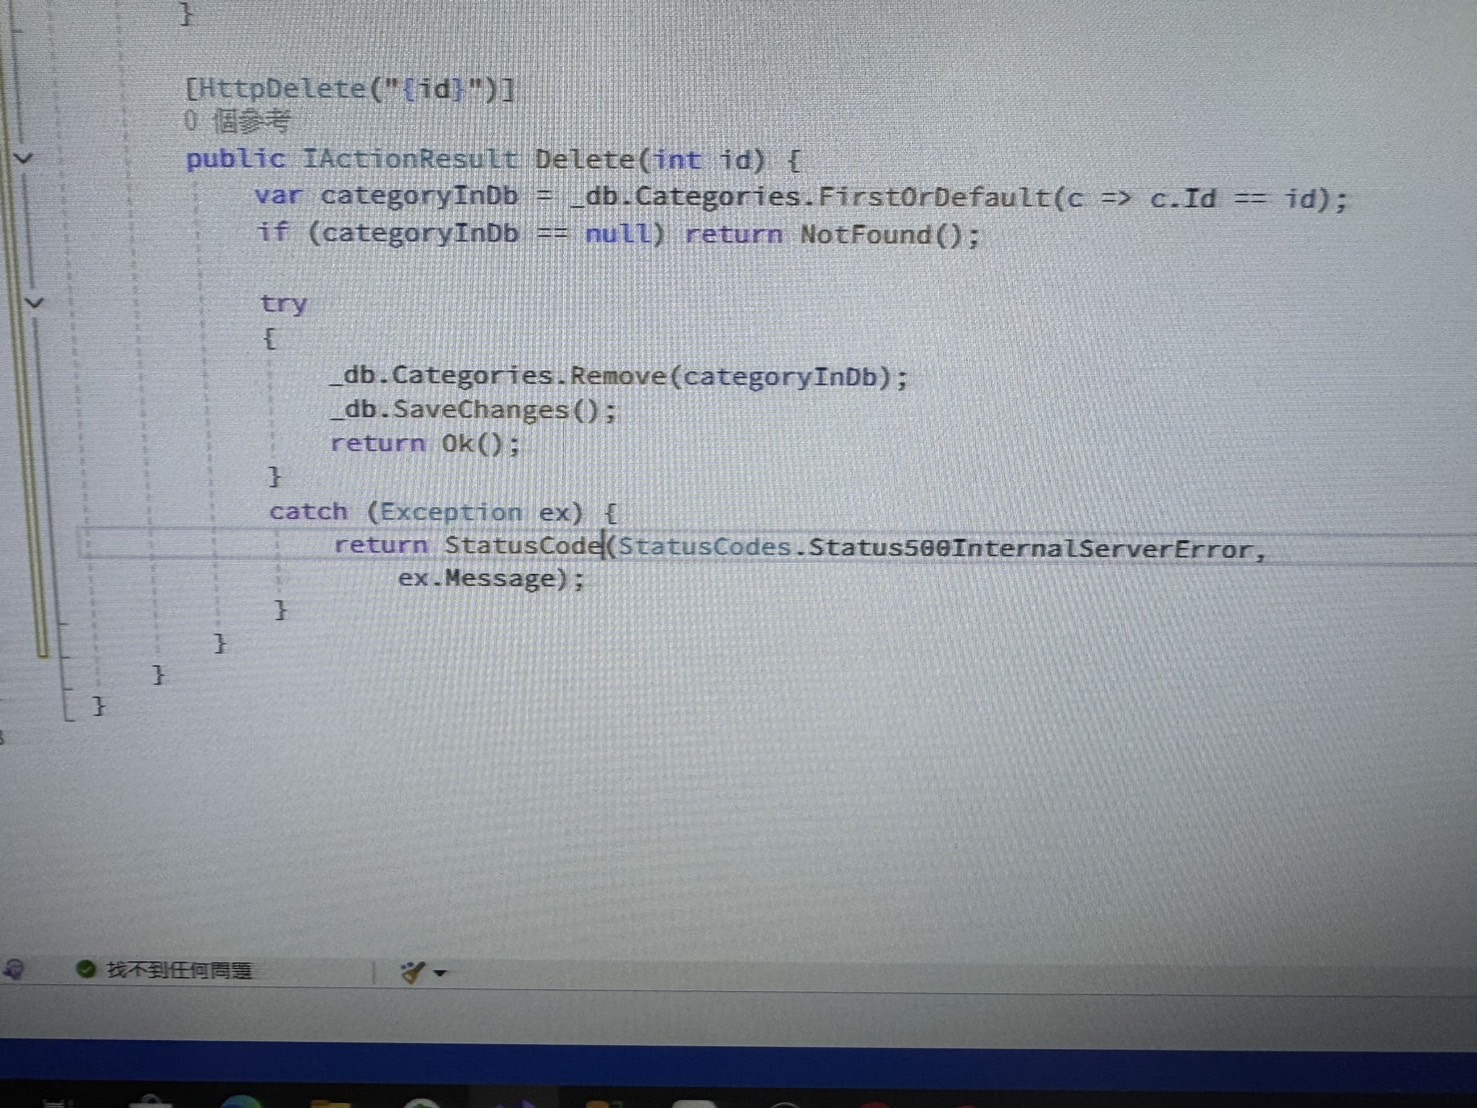 }
[HttpDelete("{id}")]
0 個參考
public IActionResult Delete(int id) {
var categoryInDb = _db.Categories.FirstOrDefault(c => c.Id == id);
if (categoryInDb == null) return NotFound();
try
{
_db.Categories.Remove(categoryInDb);
_db.SaveChanges();
return Ok();
}
catch (Exception ex) {
return StatusCode(StatusCodes.Status500InternalServerError,
ex.Message);
}
}
}
}
找不到任何問題